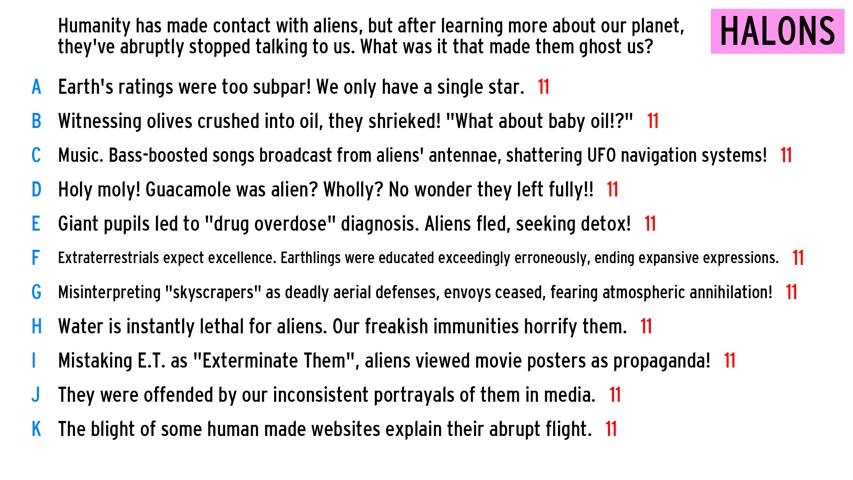 Humanity has made contact with aliens, but after learning more about our planet,
they've abruptly stopped talking to us. What was it that made them ghost us?
HALONS
A Earth's ratings were too subpar! We only have a single star. 11
B Witnessing olives crushed into oil, they shrieked! "What about baby oil!?" 11
C Music. Bass-boosted songs broadcast from aliens' antennae, shattering UFO navigation systems! 11
D Holy moly! Guacamole was alien? Wholly? No wonder they left fully!! 11
E Giant pupils led to "drug overdose" diagnosis. Aliens fled, seeking detox! 11
F Extraterrestrials expect excellence. Earthlings were educated exceedingly erroneously, ending expansive expressions. 11
G Misinterpreting "skyscrapers" as deadly aerial defenses, envoys ceased, fearing atmospheric annihilation! 11
H Water is instantly lethal for aliens. Our freakish immunities horrify them. 11
I Mistaking E.T. as "Exterminate Them", aliens viewed movie posters as propaganda! 11
J They were offended by our inconsistent portrayals of them in media. 11
K The blight of some human made websites explain their abrupt flight. 11